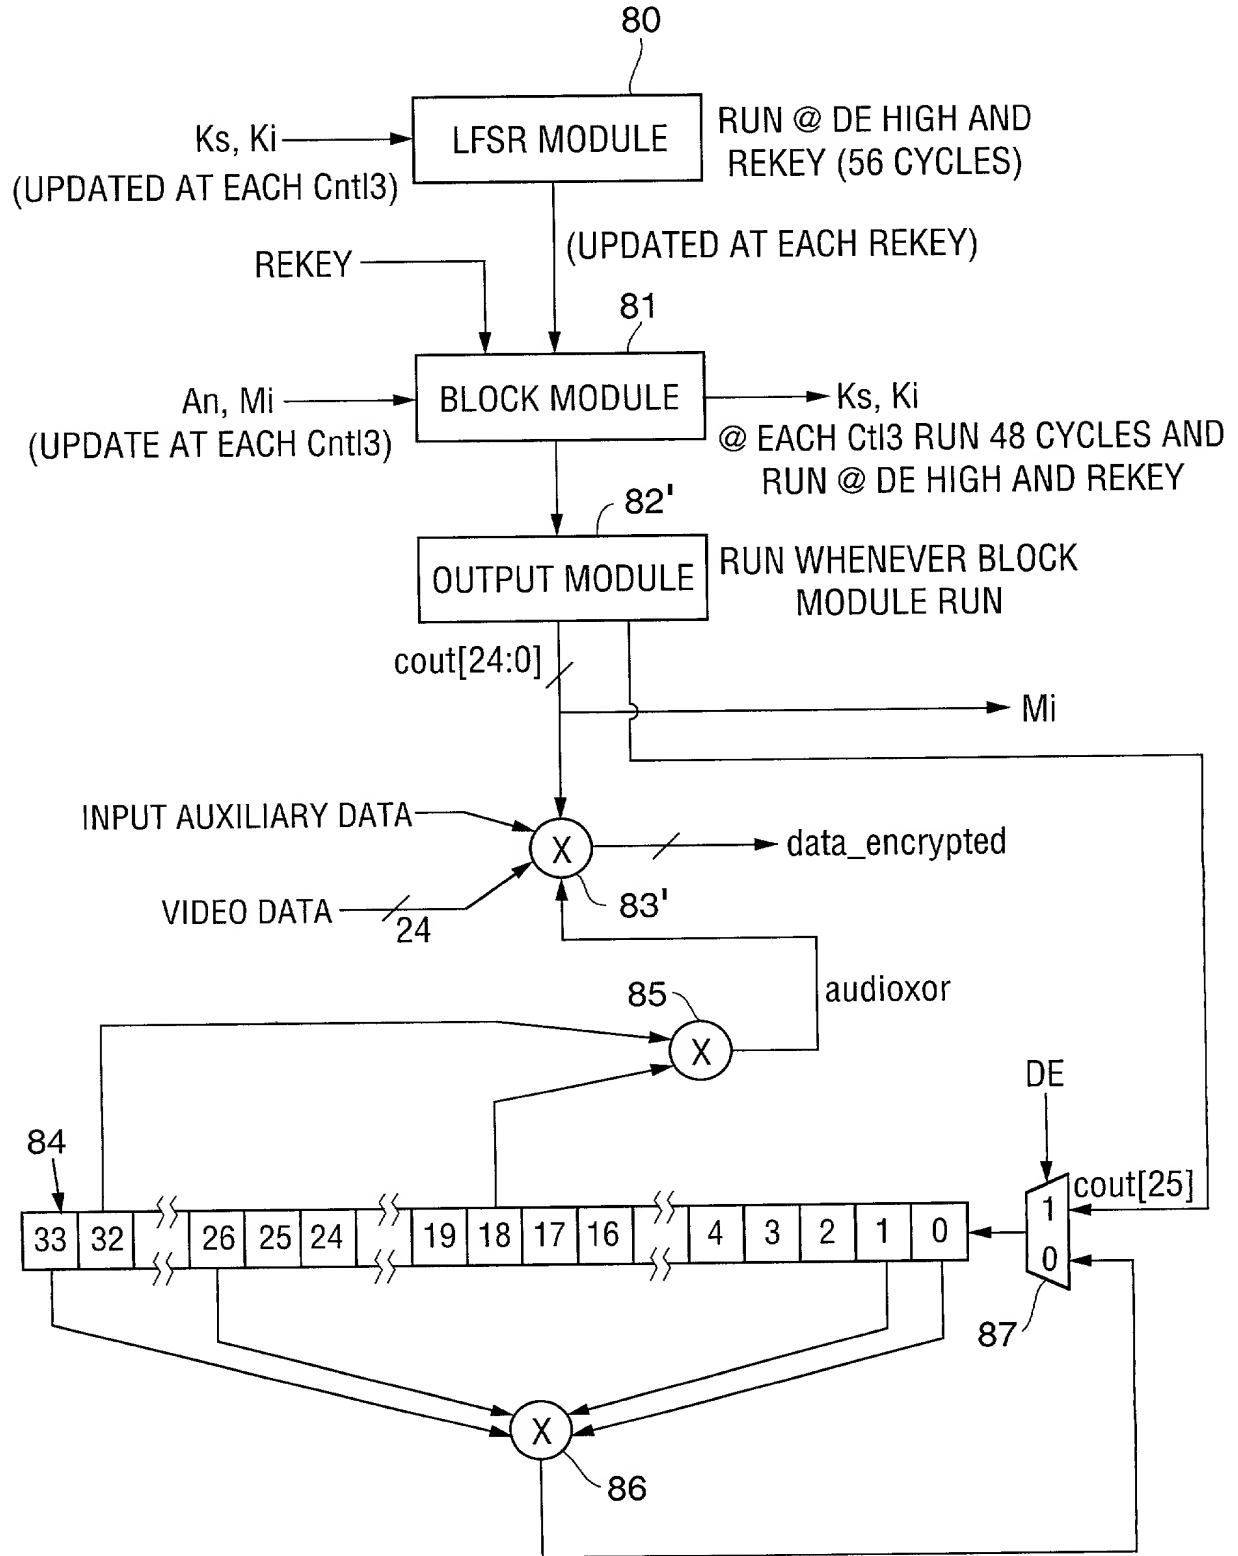 80
LFSR MODULE
RUN @ DE HIGH AND
REKEY (56 CYCLES)
Ks, Ki
(UPDATED AT EACH Cntl3)
(UPDATED AT EACH REKEY)
REKEY
81
BLOCK MODULE
An, Mi
(UPDATE AT EACH Cntl3)
Ks, Ki
@ EACH Ctl3 RUN 48 CYCLES AND
RUN @ DE HIGH AND REKEY
82'
OUTPUT MODULE
RUN WHENEVER BLOCK
MODULE RUN
cout[24:0]
Mi
INPUT AUXILIARY DATA
X
data_encrypted
83'
VIDEO DATA
24
audioxor
85
X
DE
84
cout[25]
33 32 26 25 24 19 18 17 16 4 3 2 1 0
1
0
87
X
86